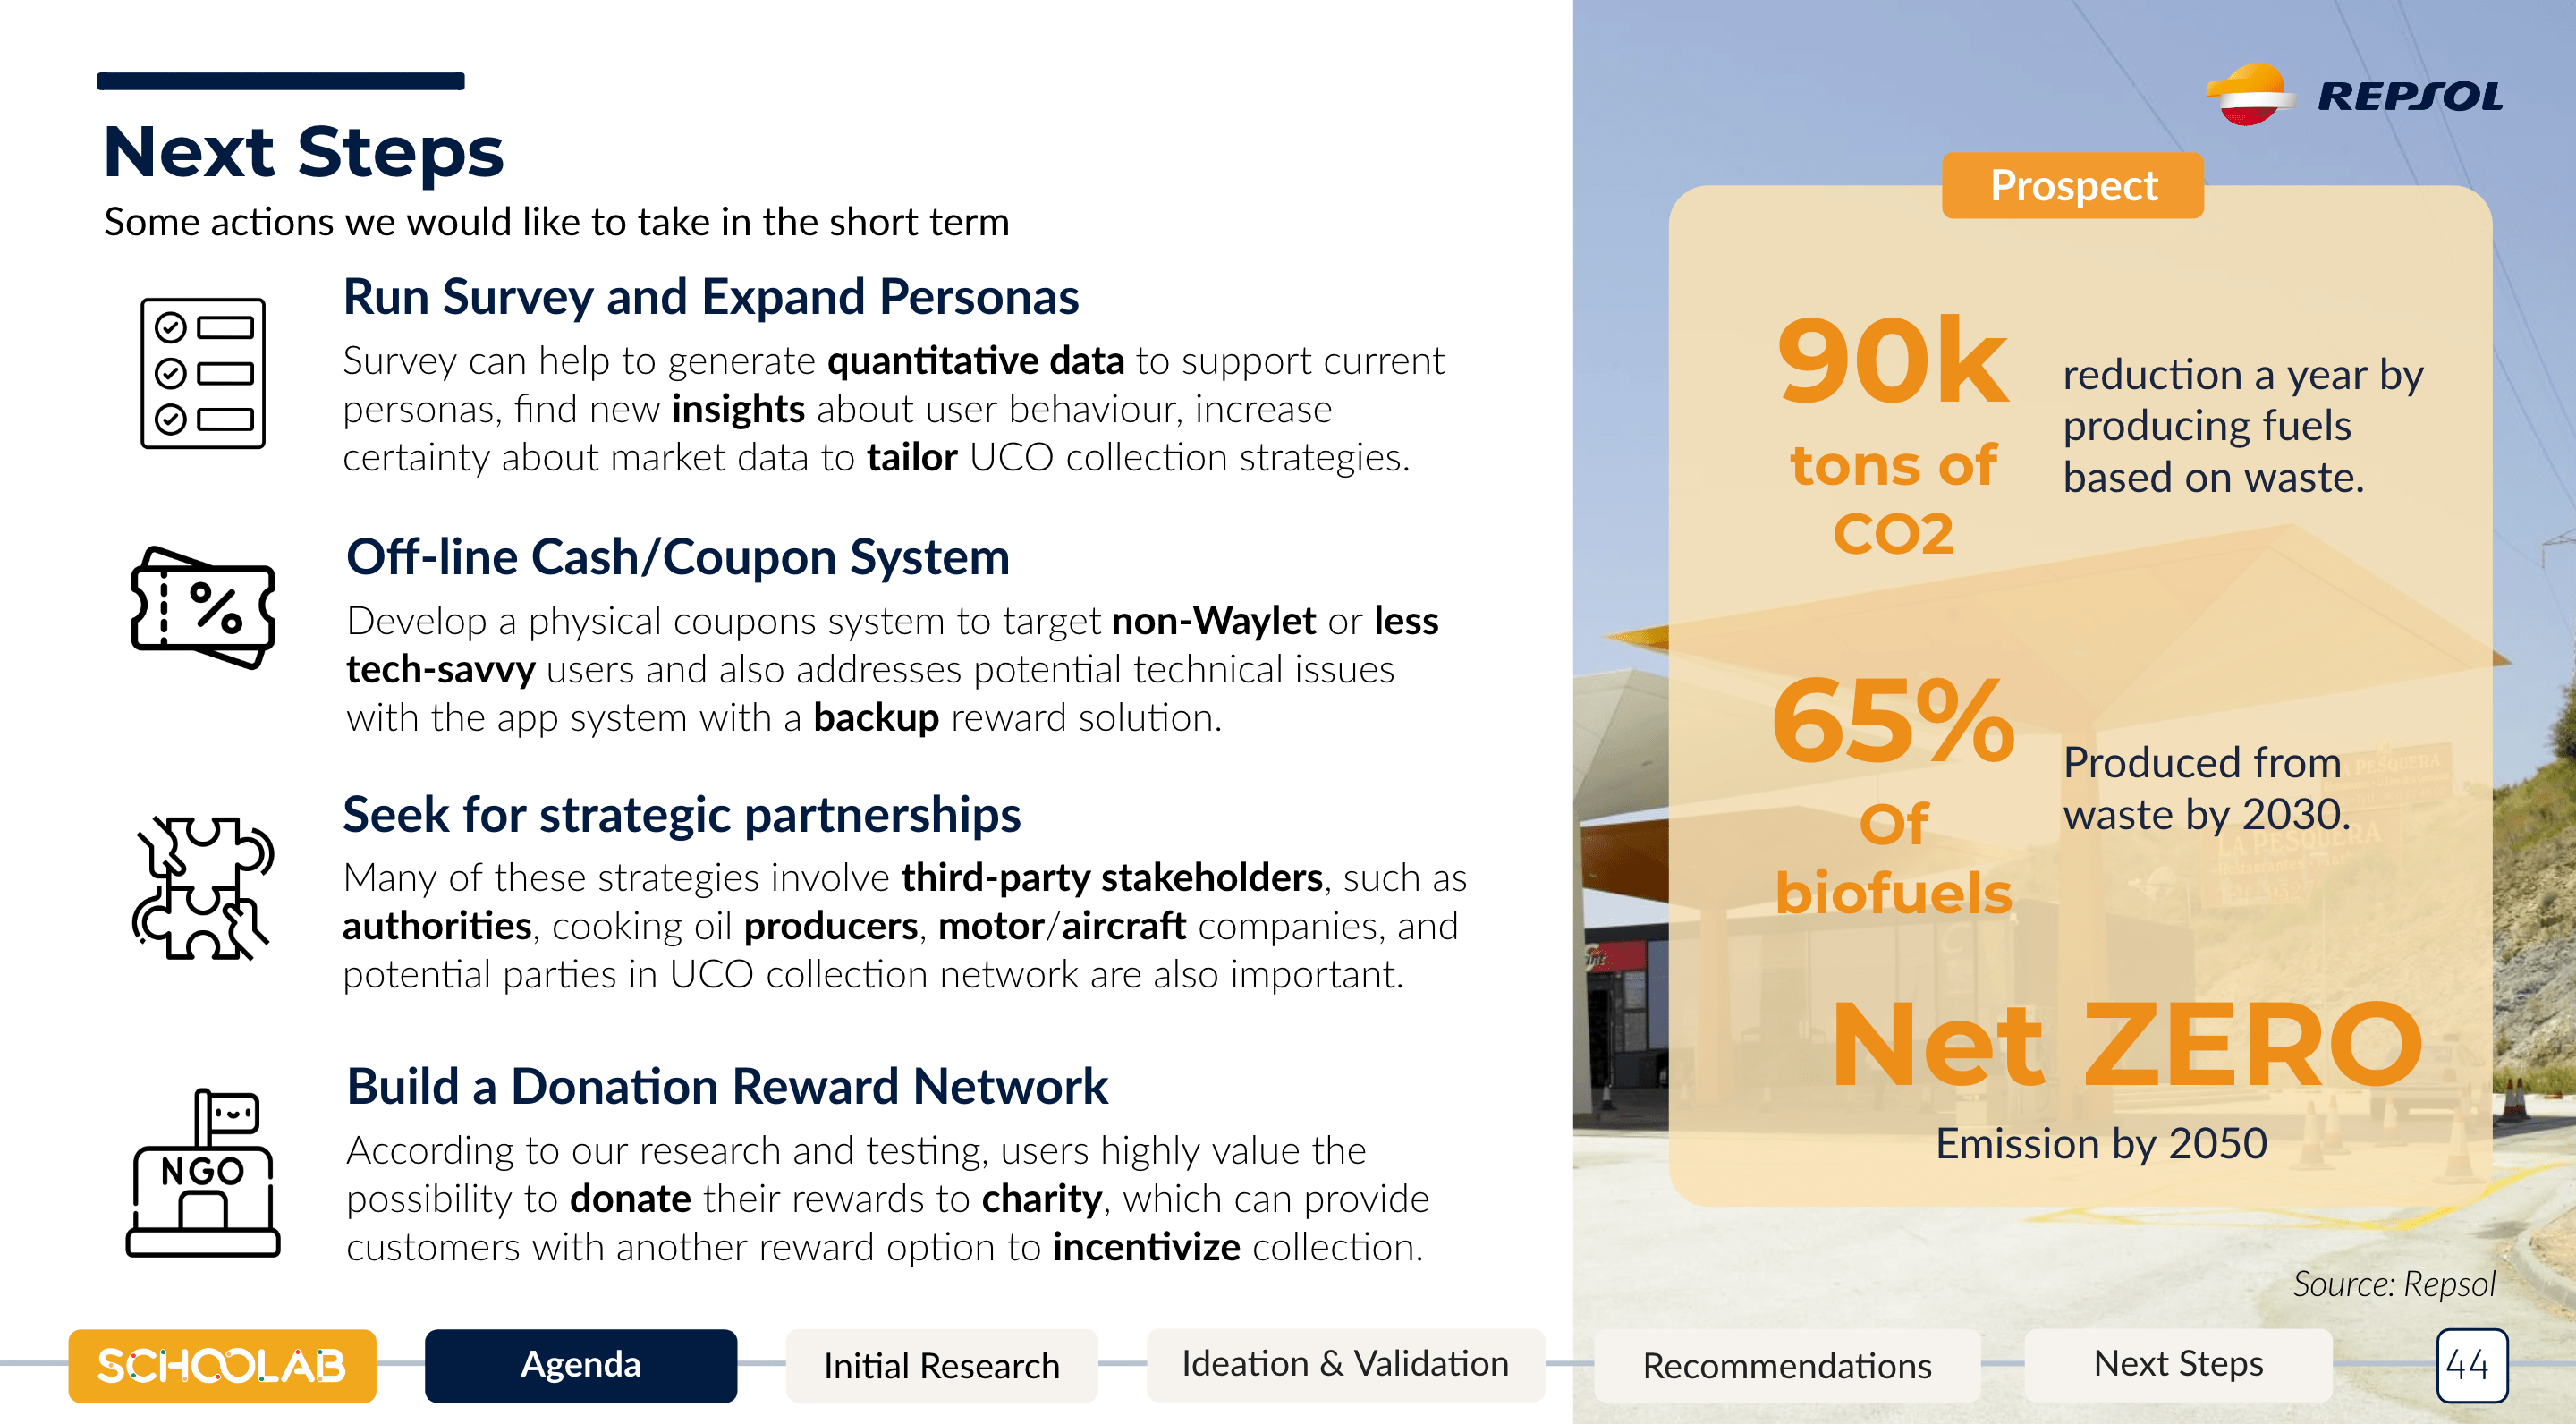 REPSOL
Next Steps
Some actions we would like to take in the short term
Run Survey and Expand Personas
Survey can help to generate quantitative data to support current
personas, find new insights about user behaviour, increase
certainty about market data to tailor UCO collection strategies.
Off-line Cash/Coupon System
Develop a physical coupons system to target non-Waylet or less
tech-savvy users and also addresses potential technical issues
with the app system with a backup reward solution.
Seek for strategic partnerships
Many of these strategies involve third-party stakeholders, such as
authorities, cooking oil producers, motor/aircraft companies, and
potential parties in UCO collection network are also important.
NGO
Build a Donation Reward Network
According to our research and testing, users highly value the
possibility to donate their rewards to charity, which can provide
customers with another reward option to incentivize collection.
Prospect
90k
tons of
CO2
reduction a year by
producing fuels
based on waste.
65%
Of
biofuels
Produced from
waste by 2030.
PESQUERA
LA PESQUERA
Net ZERO
Emission by 2050
Source: Repsol
SCHOOLAB
Agenda
Initial Research
Ideation & Validation
Recommendations
Next Steps
44